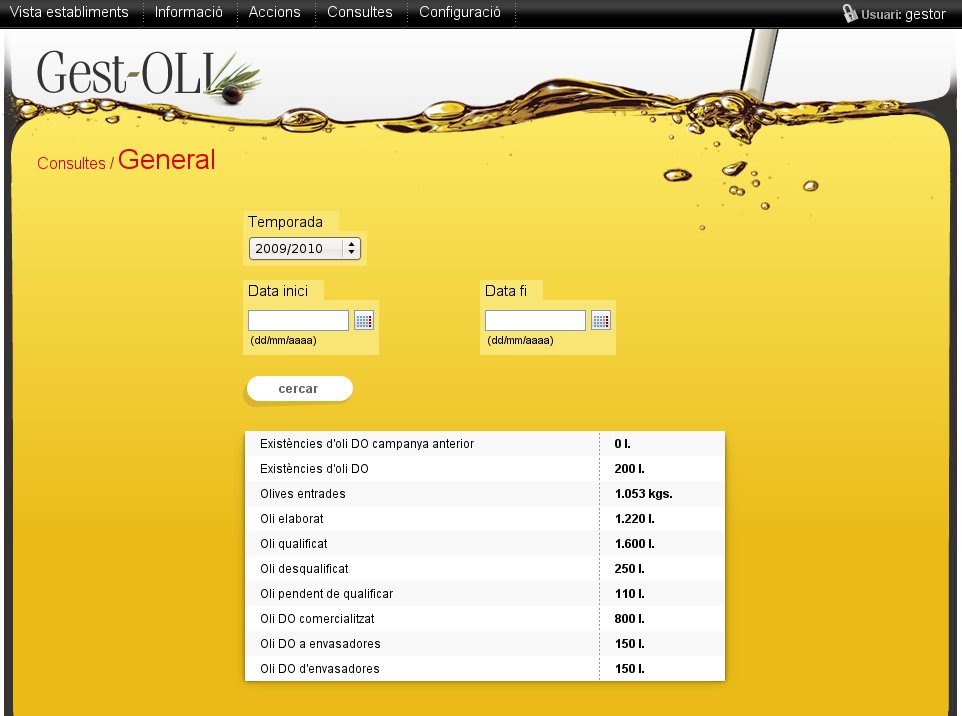 Vista establiments Informació Accions Consultes Configuració Usuari: gestor
Gest-OLI
Consultes / General
Temporada
2009/2010
Data inici Data fi
(dd/mm/aaaa) (dd/mm/aaaa)
cercar
Existències d'oli DO campanya anterior 0 l.
Existències d'oli DO 200 l.
Olives entrades 1.053 kgs.
Oli elaborat 1.220 l.
Oli qualificat 1.600 l.
Oli desqualificat 250 l.
Oli pendent de qualificar 110 l.
Oli DO comercialitzat 800 l.
Oli DO a envasadores 150 l.
Oli DO d'envasadores 150 l.